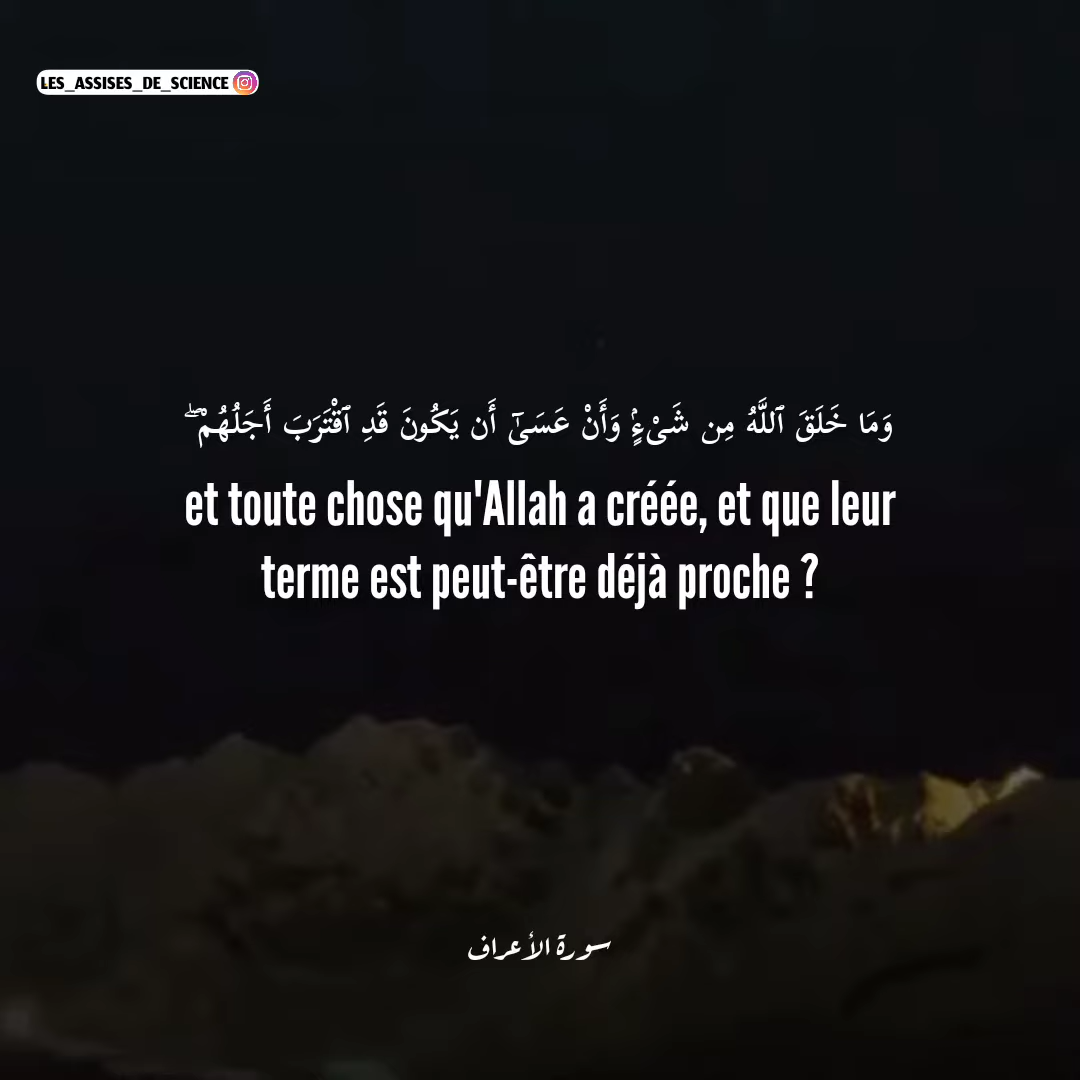 LES_ASSISES_DE_SCIENCE
وَمَا خَلَقَ ٱللَّهُ مِن شَىْءٍۢ وَأَنْ عَسَىٰٓ أَن يَكُونَ قَدِ ٱقْتَرَبَ أَجَلُهُمْ ۖ
et toute chose qu'Allah a créée, et que leur
terme est peut-être déjà proche ?
سورة الأعراف